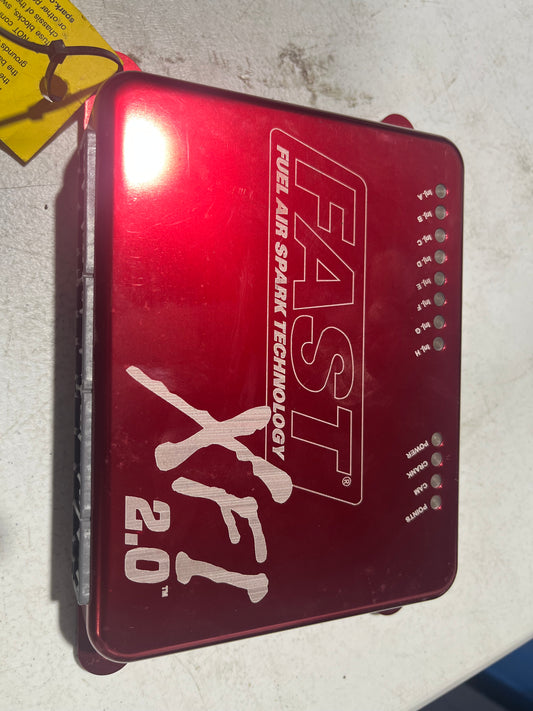 FAST®
FUEL AIR SPARK TECHNOLOGY
XFI
2.0™
Inj. A
Inj. B
Inj. C
Inj. D
Inj. E
Inj. F
Inj. G
Inj. H
POWER
CRANK
CAM
POINTS